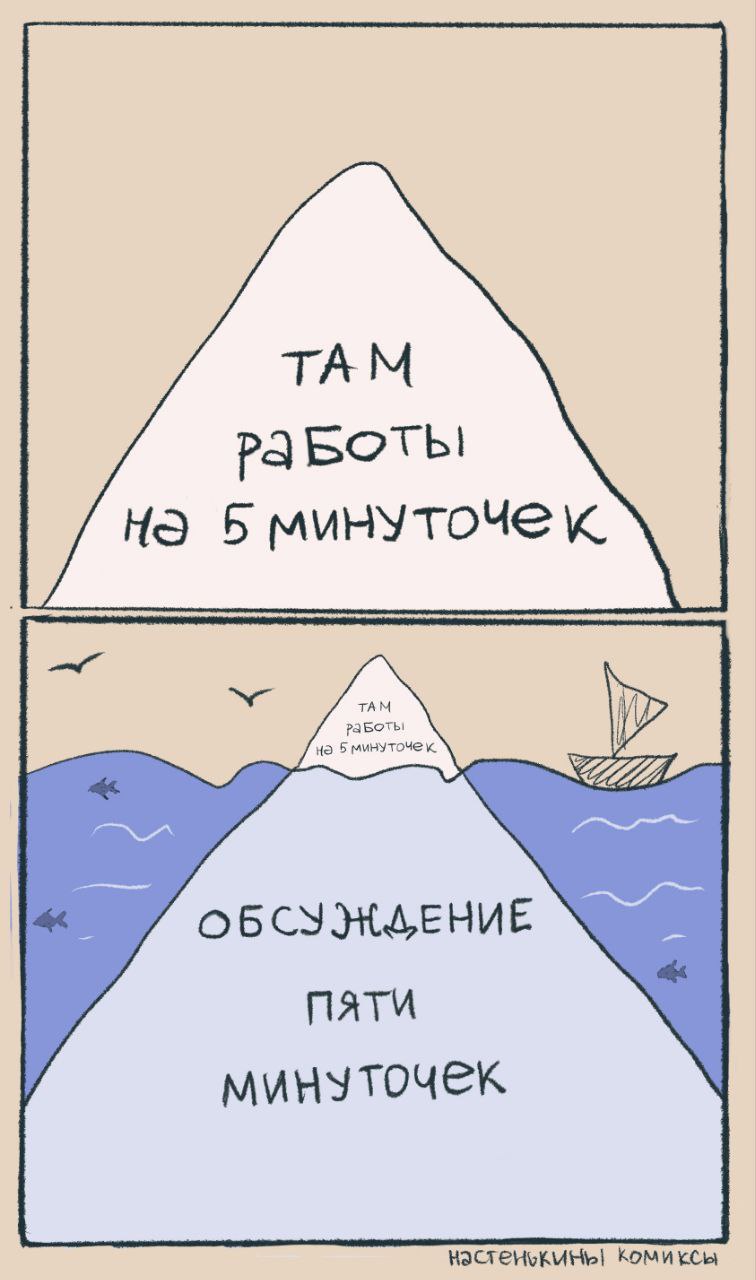 ТАМ
РАБОТЫ
НА 5 МИНУТОЧЕК
ТАМ
РАБОТЫ
НА 5 МИНУТОЧЕК
ОБСУЖДЕНИЕ
ПЯТИ
МИНУТОЧЕК
настенькины комиксы